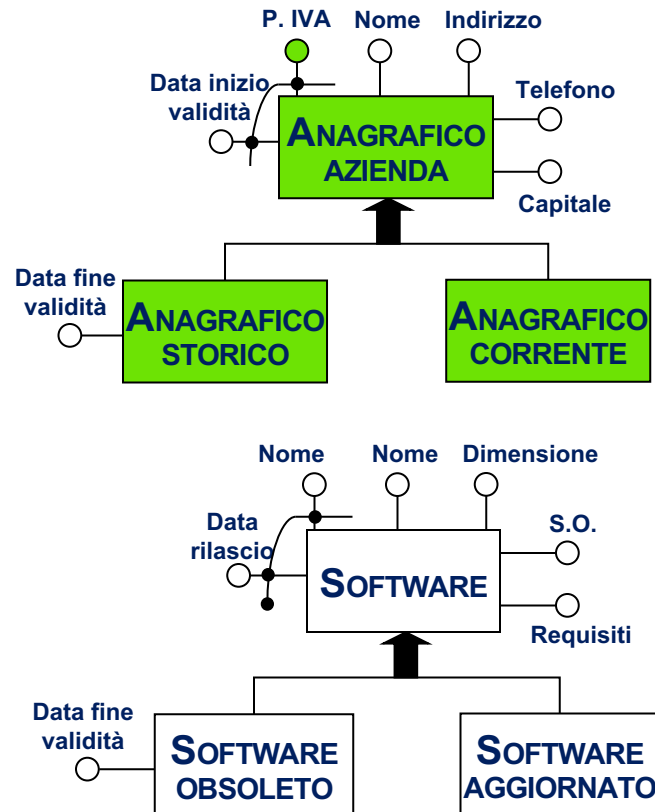 P. IVA Nome Indirizzo
Data inizio
validità
Telefono
ANAGRAFICO
AZIENDA
Capitale
Data fine
validità
ANAGRAFICO
STORICO
ANAGRAFICO
CORRENTE
Nome Nome Dimensione
Data
rilascio
S.O.
SOFTWARE
Requisiti
Data fine
validità
SOFTWARE
OBSOLETO
SOFTWARE
AGGIORNATO